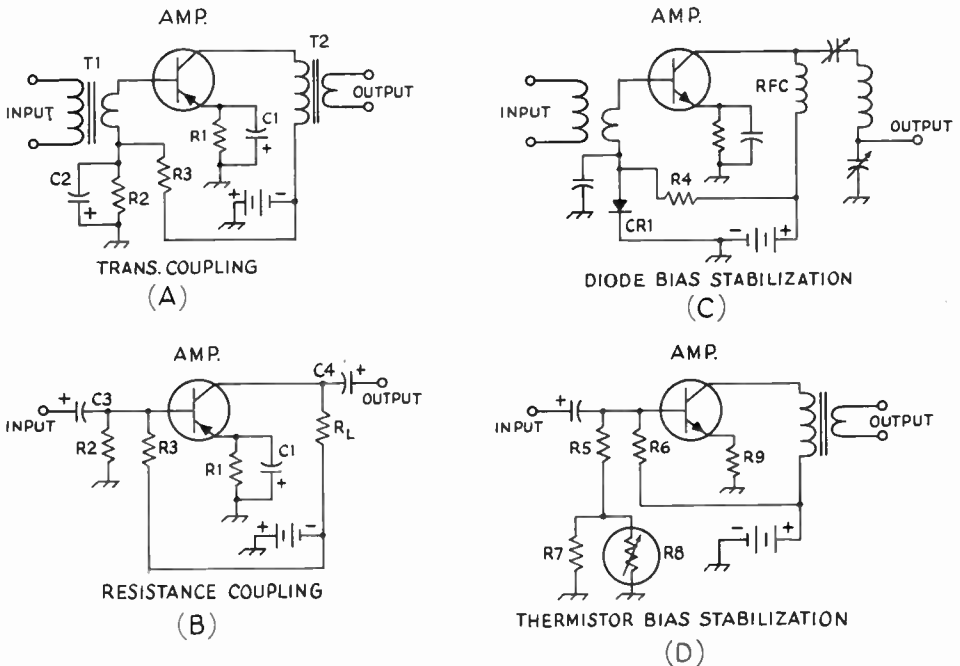 AMP.
T1
T2
INPUT
OUTPUT
R1
C1
+
C2
+
R2
R3
+ -
TRANS. COUPLING
(A)
AMP.
RFC
INPUT
OUTPUT
R4
CR1
- +
DIODE BIAS STABILIZATION
(C)
AMP.
C4 +
OUTPUT
+ C3
INPUT
R2
R3
R1
C1
+
RL
+ -
RESISTANCE COUPLING
(B)
AMP.
+
INPUT
OUTPUT
R5
R6
R9
R7
R8
- +
THERMISTOR BIAS STABILIZATION
(D)